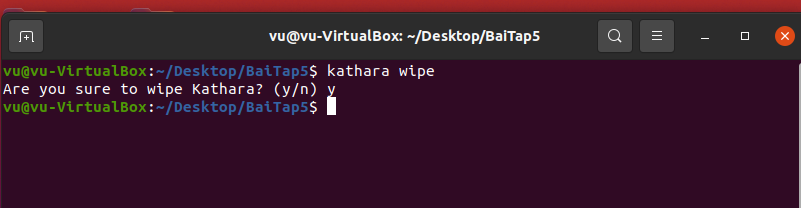 vu@vu-VirtualBox: ~/Desktop/BaiTap5
vu@vu-VirtualBox:~/Desktop/BaiTap5$ kathara wipe
Are you sure to wipe Kathara? (y/n) y
vu@vu-VirtualBox:~/Desktop/BaiTap5$